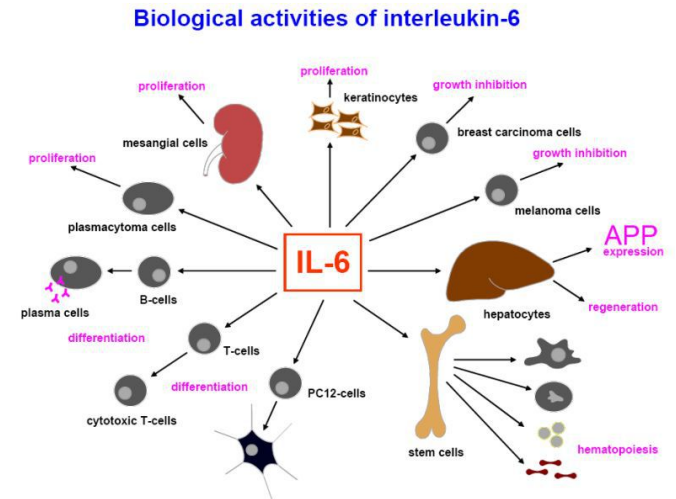 Biological activities of interleukin-6
proliferation
keratinocytes
proliferation
mesangial cells
growth inhibition
breast carcinoma cells
proliferation
plasmacytoma cells
growth inhibition
melanoma cells
IL-6
APP
expression
regeneration
hepatocytes
B-cells
plasma cells
differentiation
T-cells
cytotoxic T-cells
differentiation
PC12-cells
stem cells
hematopoiesis